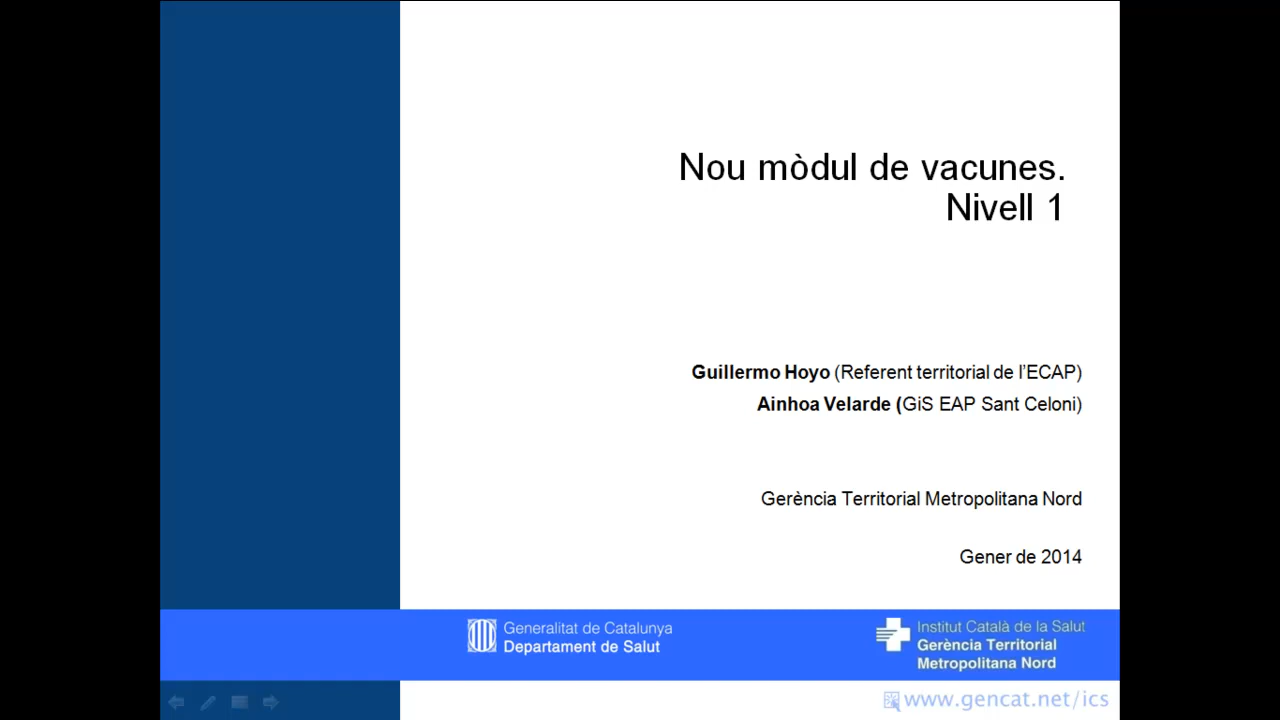 Nou mòdul de vacunes.
Nivell 1
Guillermo Hoyo (Referent territorial de l'ECAP)
Ainhoa Velarde (GiS EAP Sant Celoni)
Gerència Territorial Metropolitana Nord
Gener de 2014
Generalitat de Catalunya
Departament de Salut
Institut Català de la Salut
Gerència Territorial
Metropolitana Nord
www.gencat.net/ics